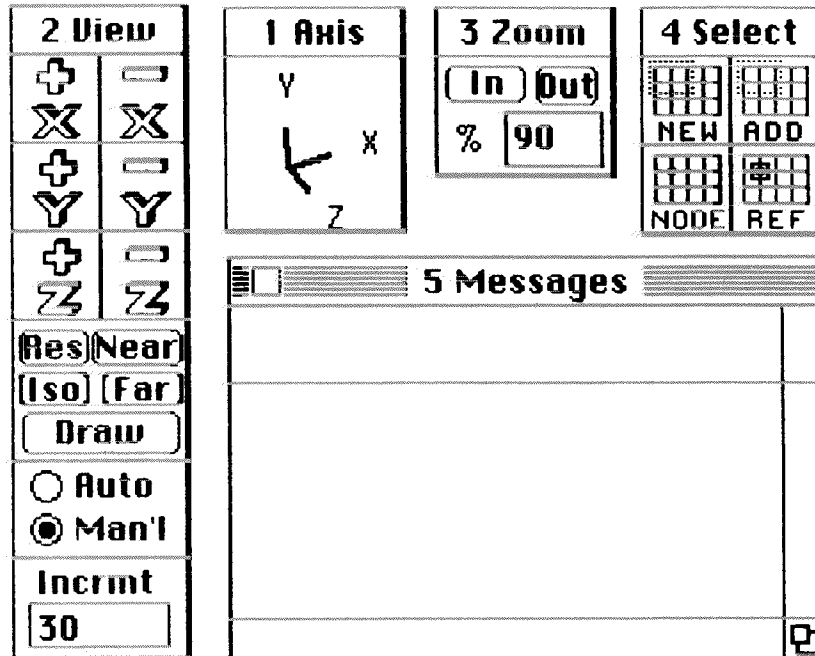 2 View
+ -
X X
+ -
Y Y
+ -
Z Z
Res Near
Iso Far
Draw
Auto
Man'l
Incrmt
30
1 Axis
Y
X
Z
3 Zoom
In Out
% 90
4 Select
NEW ADD
NODE REF
5 Messages